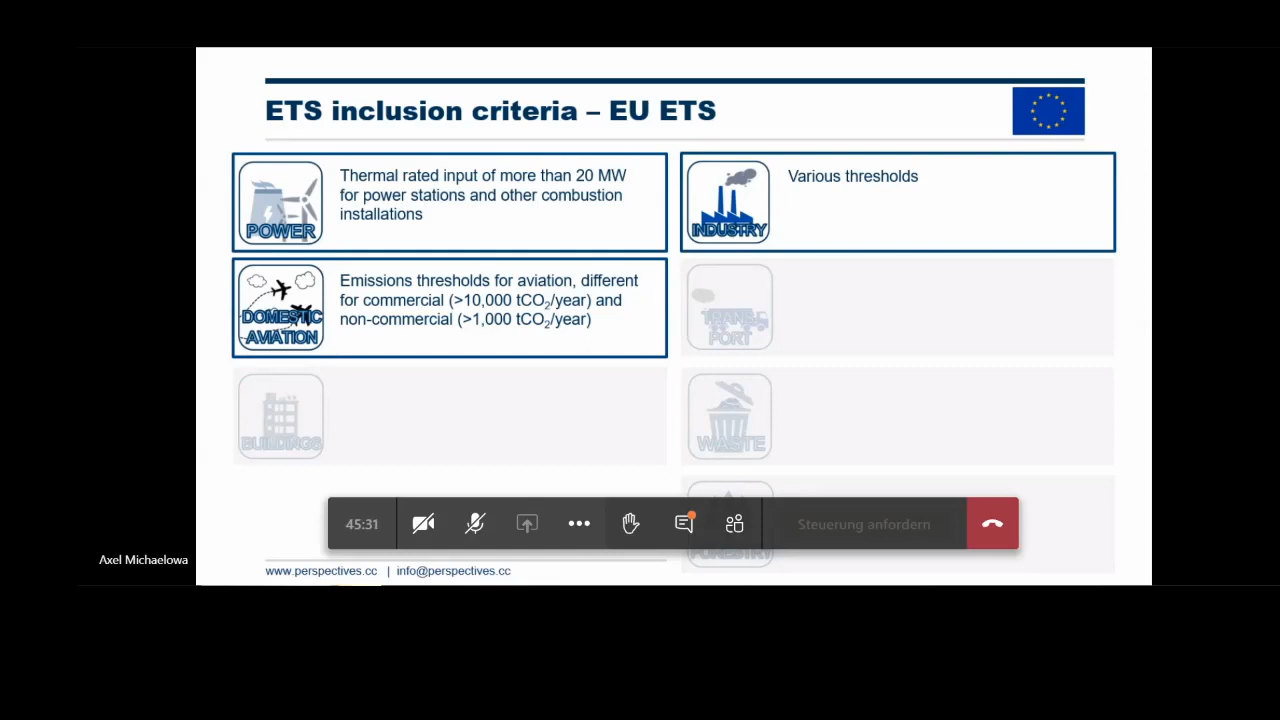 ETS inclusion criteria – EU ETS
POWER
Thermal rated input of more than 20 MW
for power stations and other combustion
installations
INDUSTRY
Various thresholds
DOMESTIC
AVIATION
Emissions thresholds for aviation, different
for commercial (>10,000 tCO₂/year) and
non-commercial (>1,000 tCO₂/year)
TRANS-
PORT
BUILDINGS
WASTE
FORESTRY
45:31
Steuerung anfordern
Axel Michaelowa
www.perspectives.cc | info@perspectives.cc